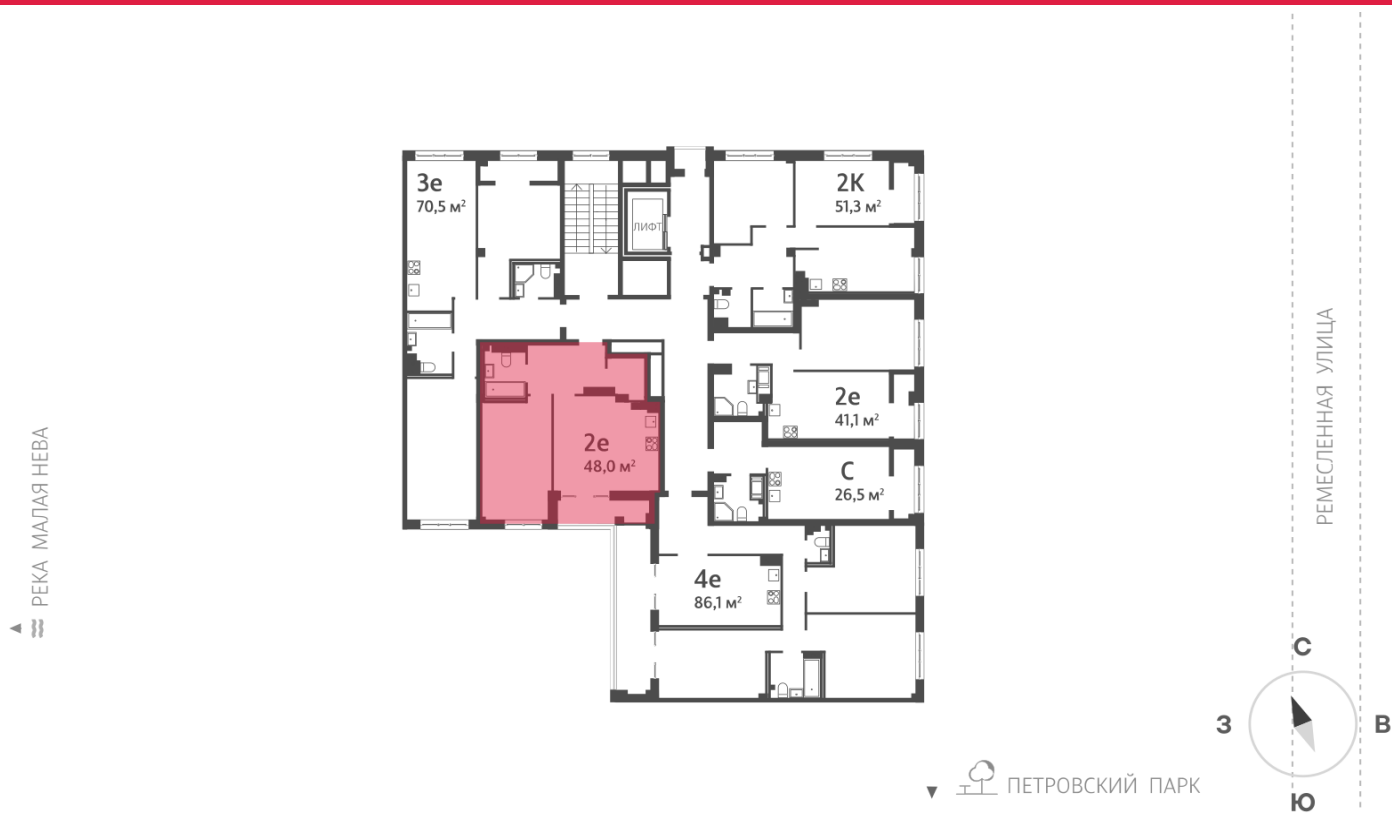 3е
70,5 м²
ЛИФТ
2К
51,3 м²
2е
41,1 м²
2е
48,0 м²
С
26,5 м²
4е
86,1 м²
РЕКА МАЛАЯ НЕВА
РЕМЕСЛЕННАЯ УЛИЦА
С
З
В
Ю
ПЕТРОВСКИЙ ПАРК